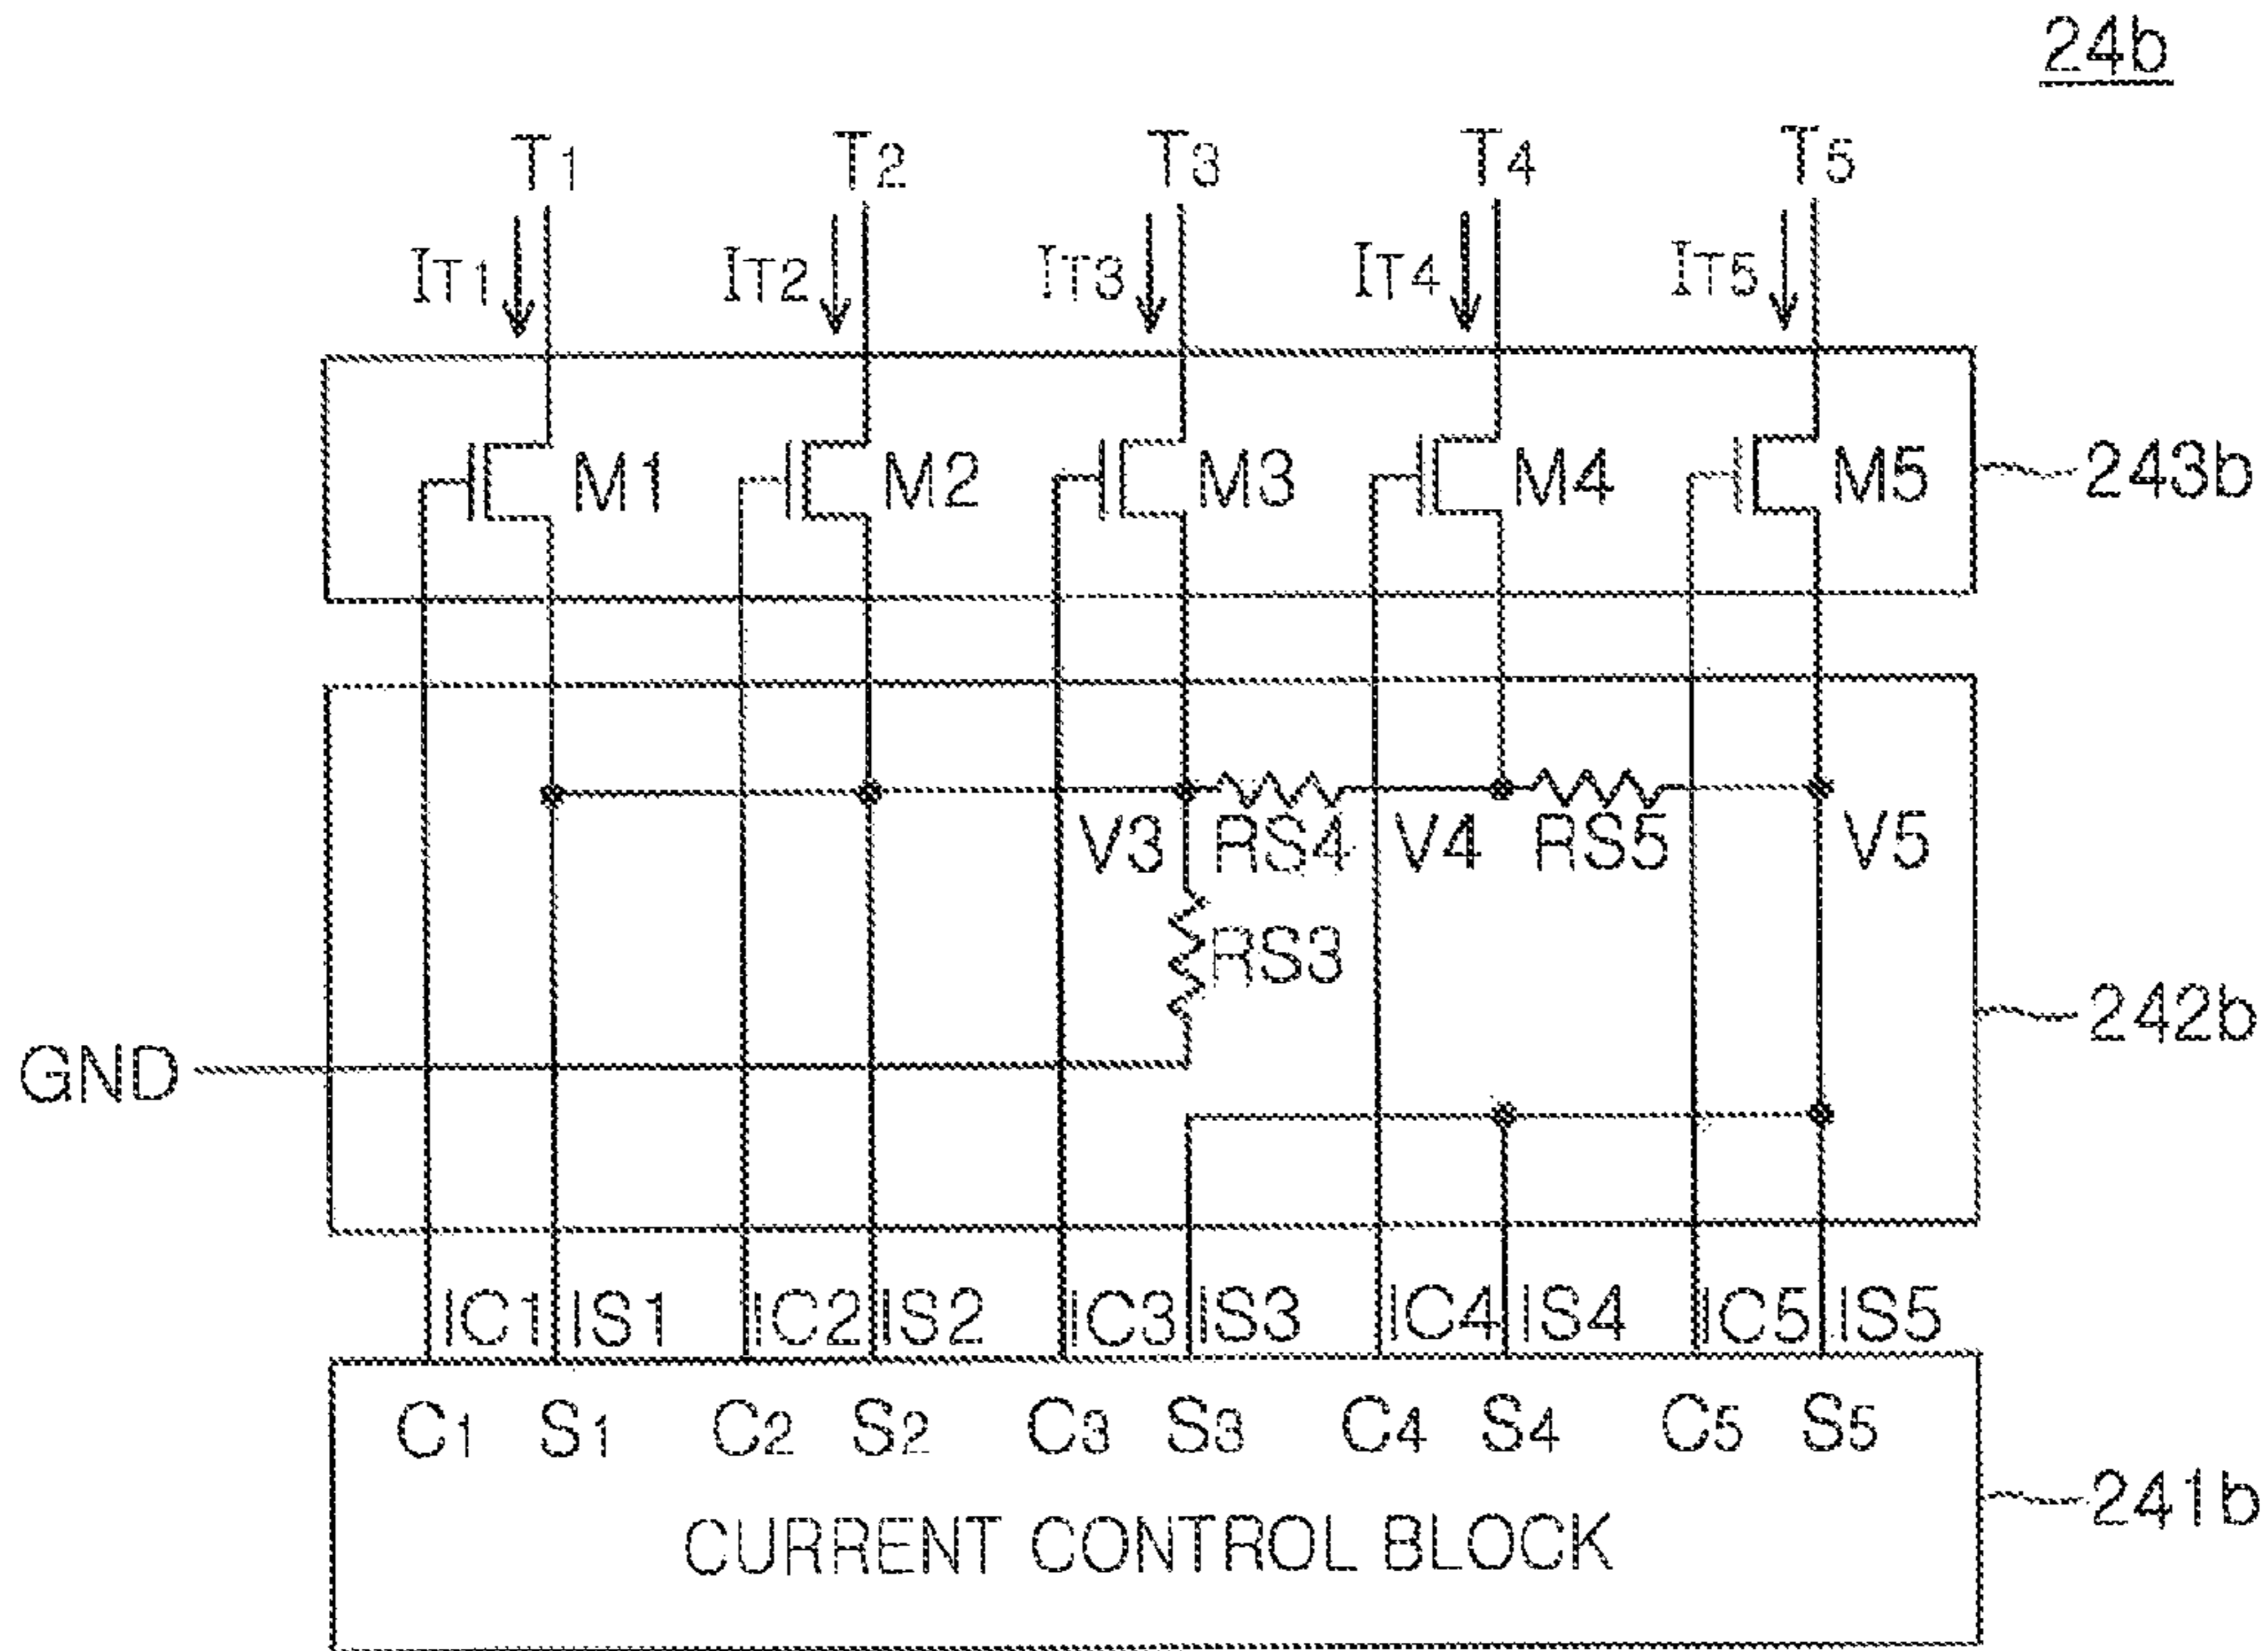 24b
T1 T2 T3 T4 T5
IT1 IT2 IT3 IT4 IT5
M1 M2 M3 M4 M5 243b
V3 RS4 V4 RS5 V5
RS3
242b
GND
IC1 IS1 IC2 IS2 IC3 IS3 IC4 IS4 IC5 IS5
C1 S1 C2 S2 C3 S3 C4 S4 C5 S5
241b
CURRENT CONTROL BLOCK